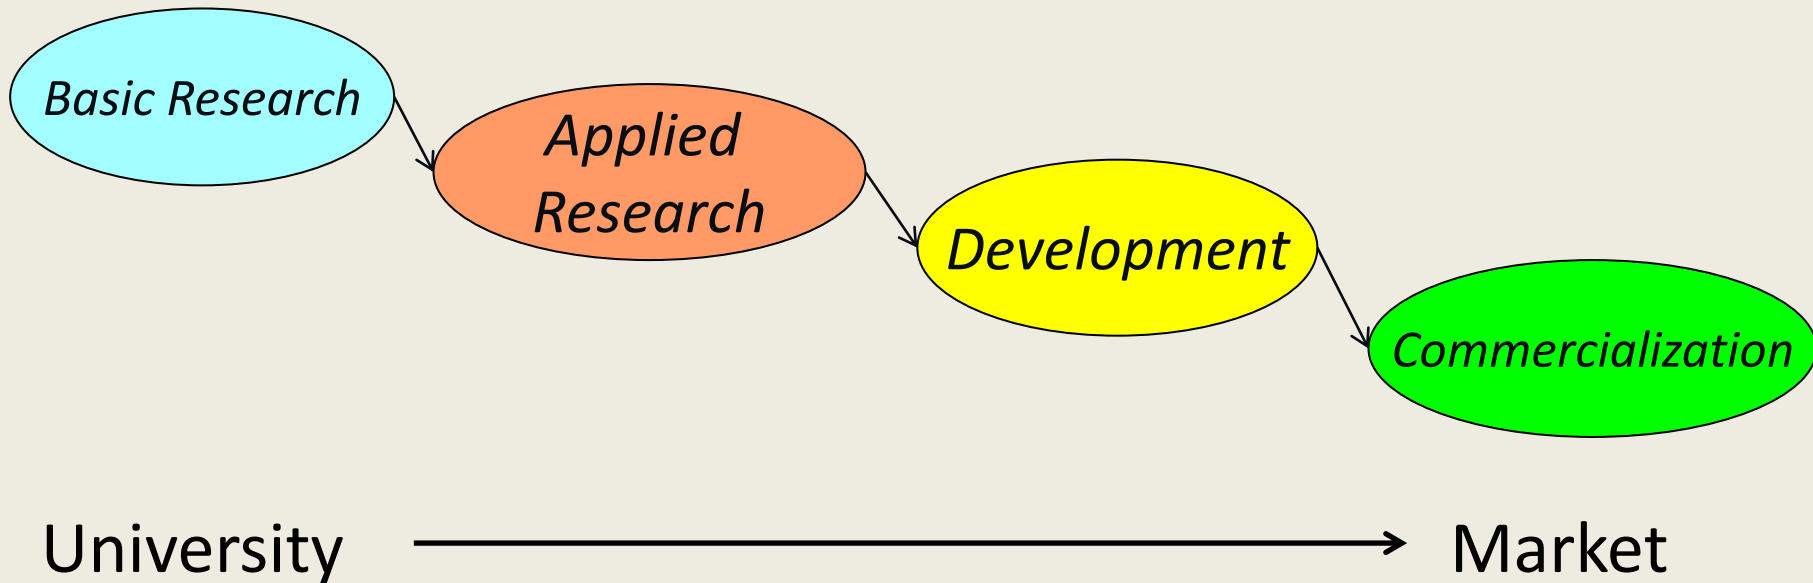 Basic Research
Applied
Research
Development
Commercialization
University
Market